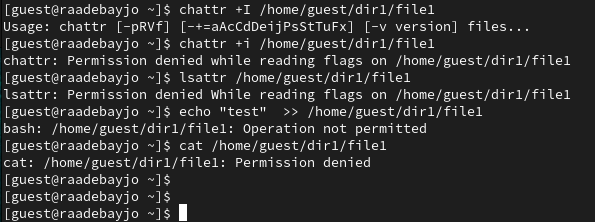 [guest@raadebayjo ~]$ chattr +I /home/guest/dir1/file1
Usage: chattr [-pRVf] [-+=aAcCdDeijPsStTuFx] [-v version] files...
[guest@raadebayjo ~]$ chattr +i /home/guest/dir1/file1
chattr: Permission denied while reading flags on /home/guest/dir1/file1
[guest@raadebayjo ~]$ lsattr /home/guest/dir1/file1
lsattr: Permission denied While reading flags on /home/guest/dir1/file1
[guest@raadebayjo ~]$ echo "test"  >> /home/guest/dir1/file1
bash: /home/guest/dir1/file1: Operation not permitted
[guest@raadebayjo ~]$ cat /home/guest/dir1/file1
cat: /home/guest/dir1/file1: Permission denied
[guest@raadebayjo ~]$
[guest@raadebayjo ~]$
[guest@raadebayjo ~]$